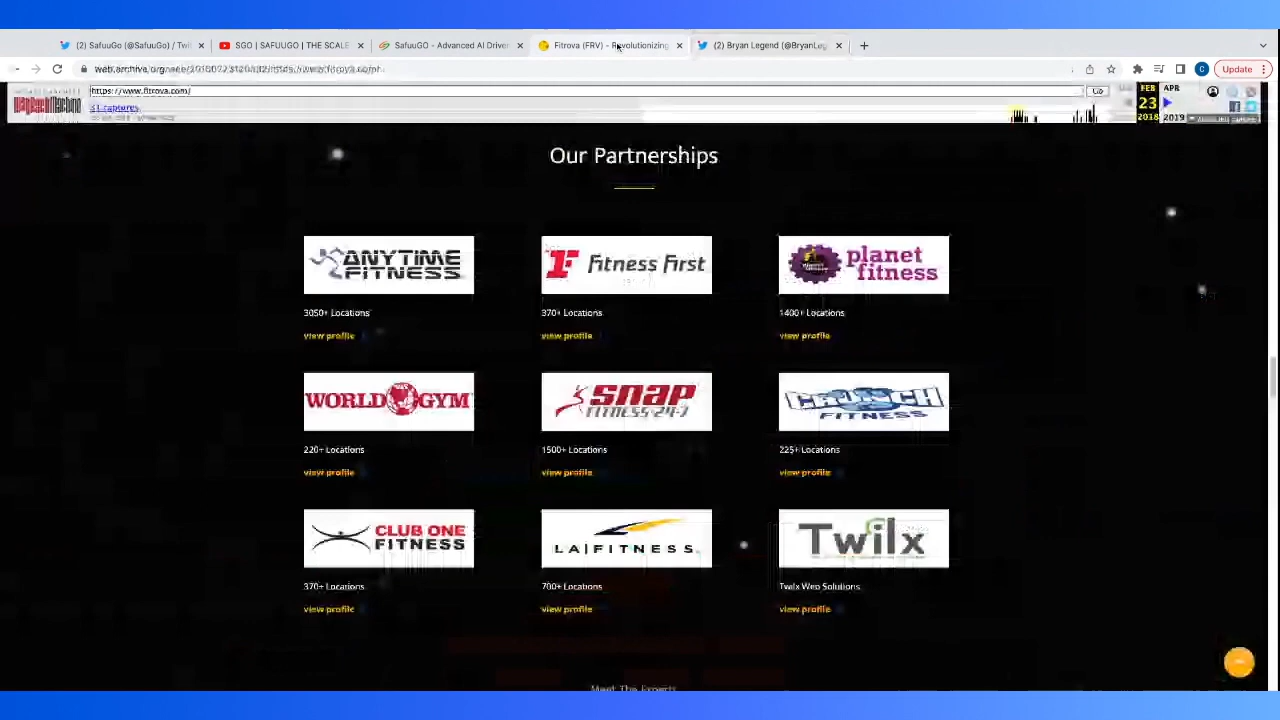 (2) SafuuGo (@SafuuGo) / Twi
SGO | SAFUUGO | THE SCALE
SafuuGO - Advanced AI Driven
Fitrova (FRV) - Revolutionizing
(2) Bryan Legend (@BryanLeg
C
Update
https://www.fitrova.com/
Go
31 captures
FEB
APR
23
2018
2019
Our Partnerships
ANYTIME FITNESS
Fitness First
planet fitness
3050+ Locations
370+ Locations
1400+ Locations
view profile
view profile
view profile
WORLD GYM
SNAP FITNESS 24-7
CRUNCH FITNESS
220+ Locations
1500+ Locations
225+ Locations
view profile
view profile
view profile
CLUB ONE FITNESS
LA|FITNESS.
Twilx
370+ Locations
700+ Locations
Twilx Web Solutions
view profile
view profile
view profile
Meet The Experts